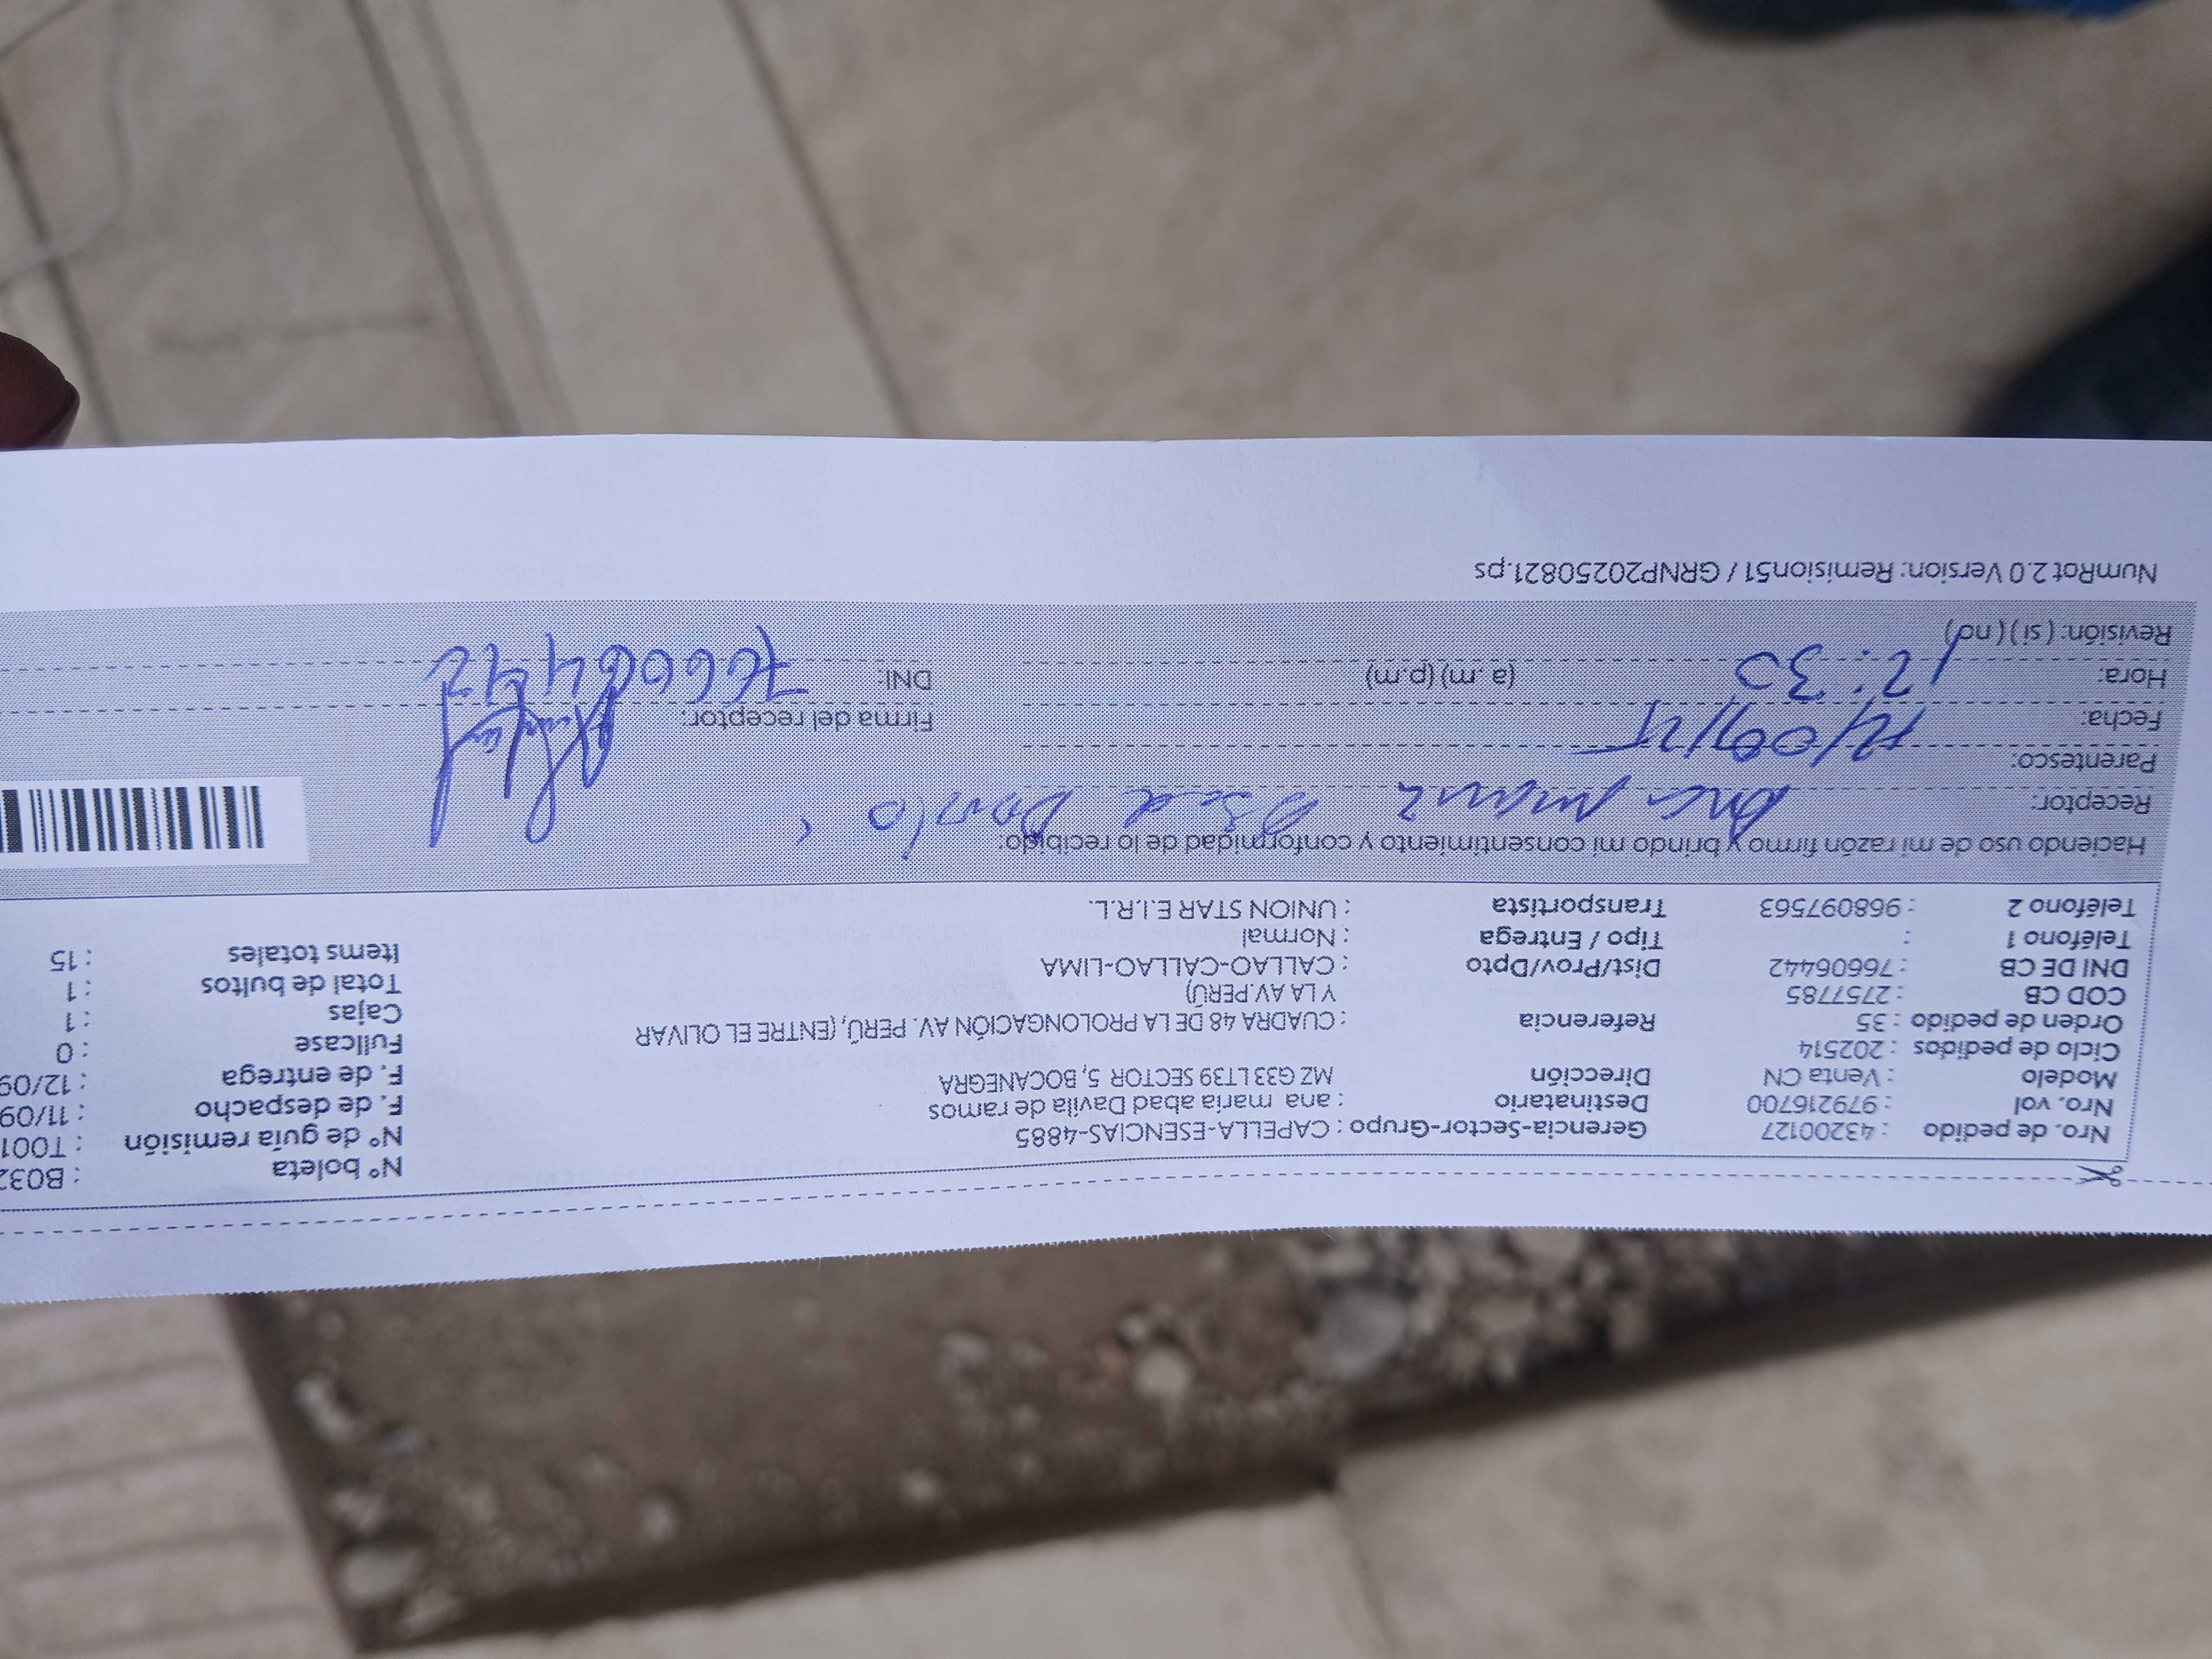 Nro. de pedido : 43200127 Gerencia-Sector-Grupo : CAPELLA-ESENCIAS-4885 N° boleta : B032
Nro. vol : 979216700 Destinatario : ana maria abad Davila de ramos N° de guía remisión : T001
Modelo : Venta CN Dirección MZ G33 LT39 SECTOR 5, BOCANEGRA F. de despacho : 11/09
Ciclo de pedidos : 202514 F. de entrega : 12/09
Orden de pedido : 35 Referencia : CUADRA 48 DE LA PROLONGACIÓN AV. PERÚ, (ENTRE EL OLIVAR Fullcase : 0
COD CB : 2757785 Y LA AV.PERÚ) Cajas : 1
DNI DE CB : 76606442 Dist/Prov/Dpto : CALLAO-CALLAO-LIMA Total de bultos : 1
Teléfono 1 : Tipo / Entrega : Normal Items totales : 15
Teléfono 2 : 968097563 Transportista : UNION STAR E.I.R.L.
Haciendo uso de mi razón firmo y brindo mi consentimiento y conformidad de lo recibido:
Receptor: Ana
Parentesco:
Fecha: 12/09/25 Firma del receptor:
Hora: 12:30 (a.m) (p.m) DNI: 76606442
Revisión: ( si ) ( no )
NumRot 2.0 Version: Remision51 / GRNP20250821.ps